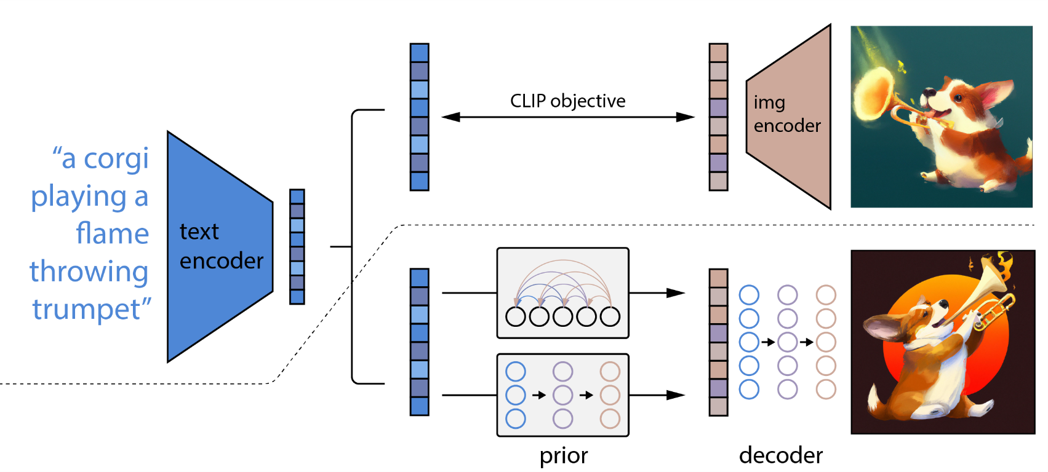 “a corgi
playing a
flame
throwing
trumpet”
text
encoder
CLIP objective
img
encoder
prior
decoder